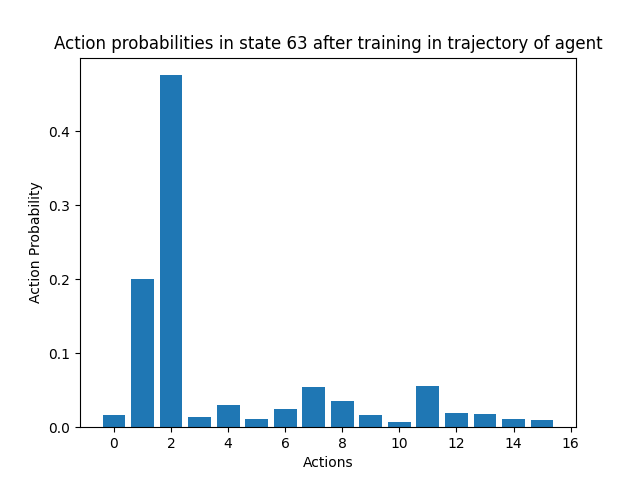 Action probabilities in state 63 after training in trajectory of agent
Action Probability
0.4
0.3
0.2
0.1
0.0
0 2 4 6 8 10 12 14 16
Actions